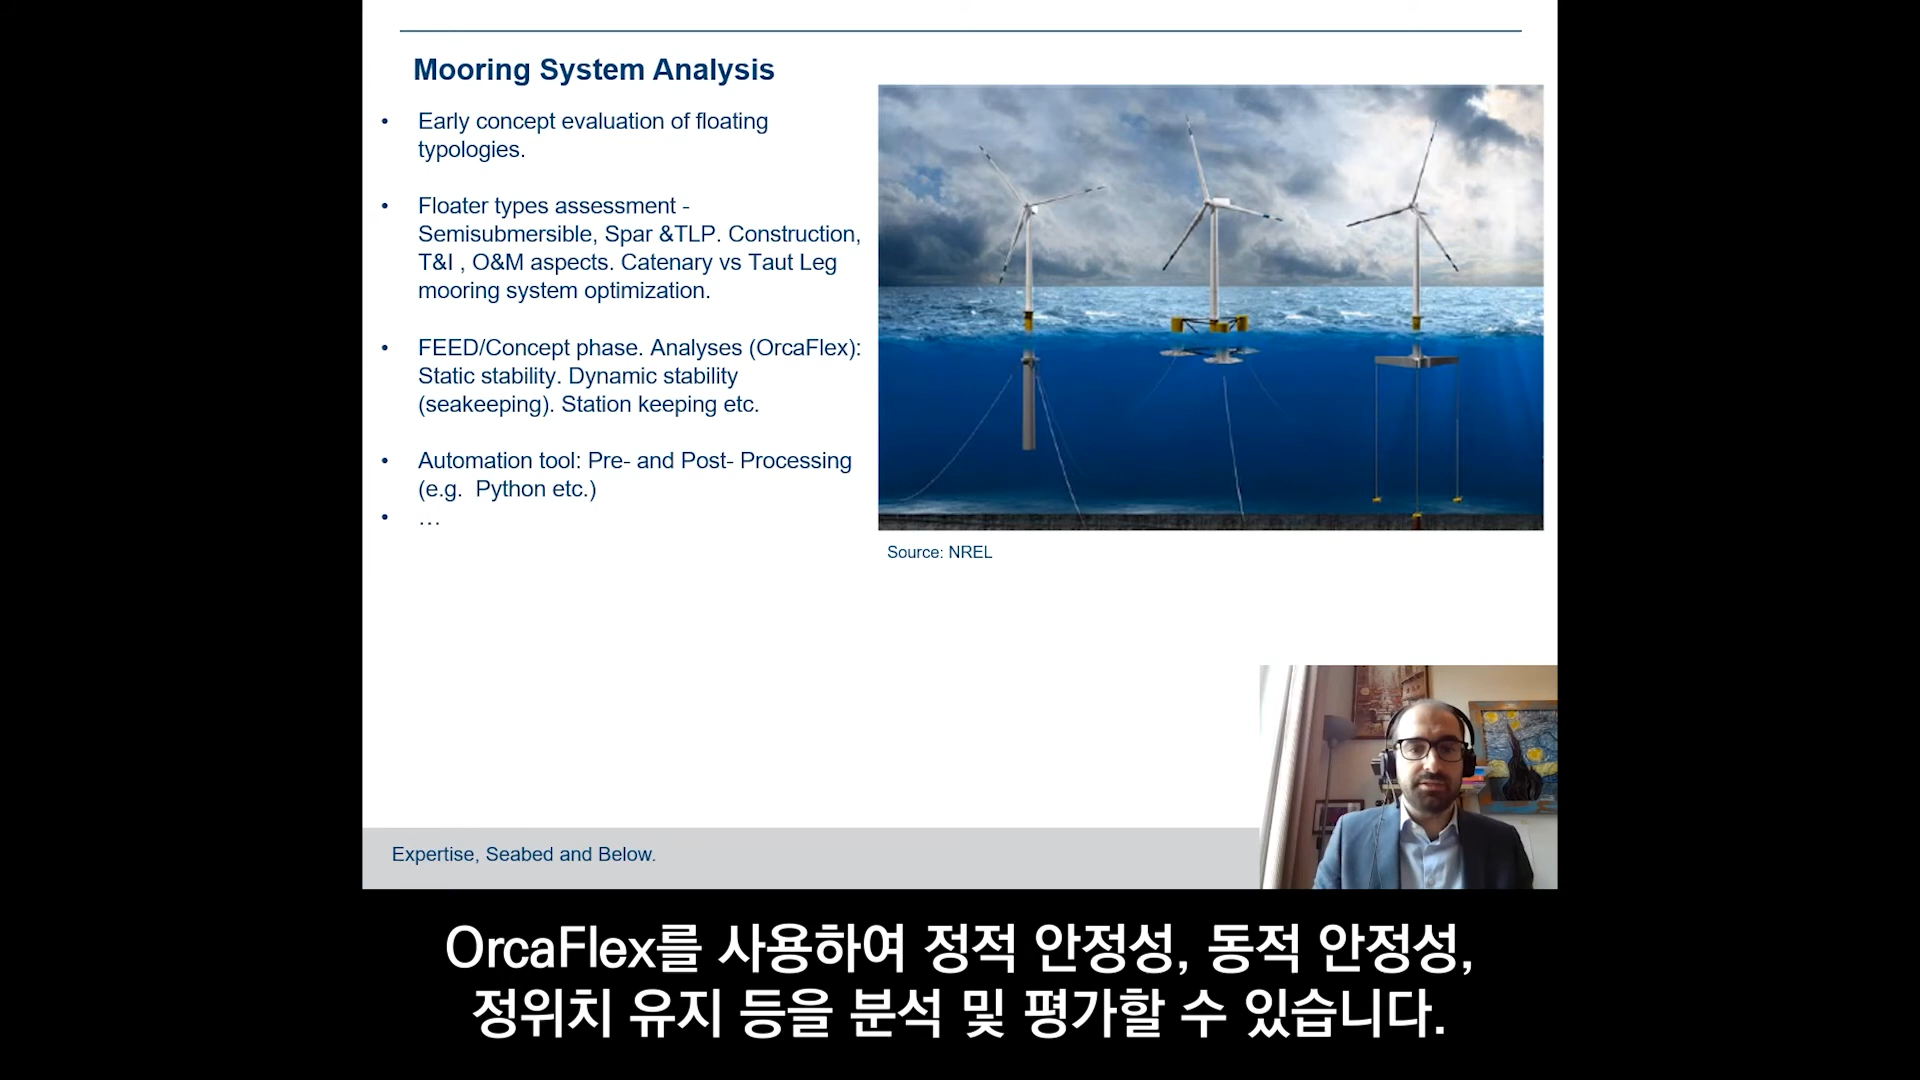 Mooring System Analysis
• Early concept evaluation of floating
typologies.
• Floater types assessment -
Semisubmersible, Spar &TLP. Construction,
T&I , O&M aspects. Catenary vs Taut Leg
mooring system optimization.
• FEED/Concept phase. Analyses (OrcaFlex):
Static stability. Dynamic stability
(seakeeping). Station keeping etc.
• Automation tool: Pre- and Post- Processing
(e.g.  Python etc.)
• …
Source: NREL
Expertise, Seabed and Below.
OrcaFlex를 사용하여 정적 안정성, 동적 안정성,
정위치 유지 등을 분석 및 평가할 수 있습니다.